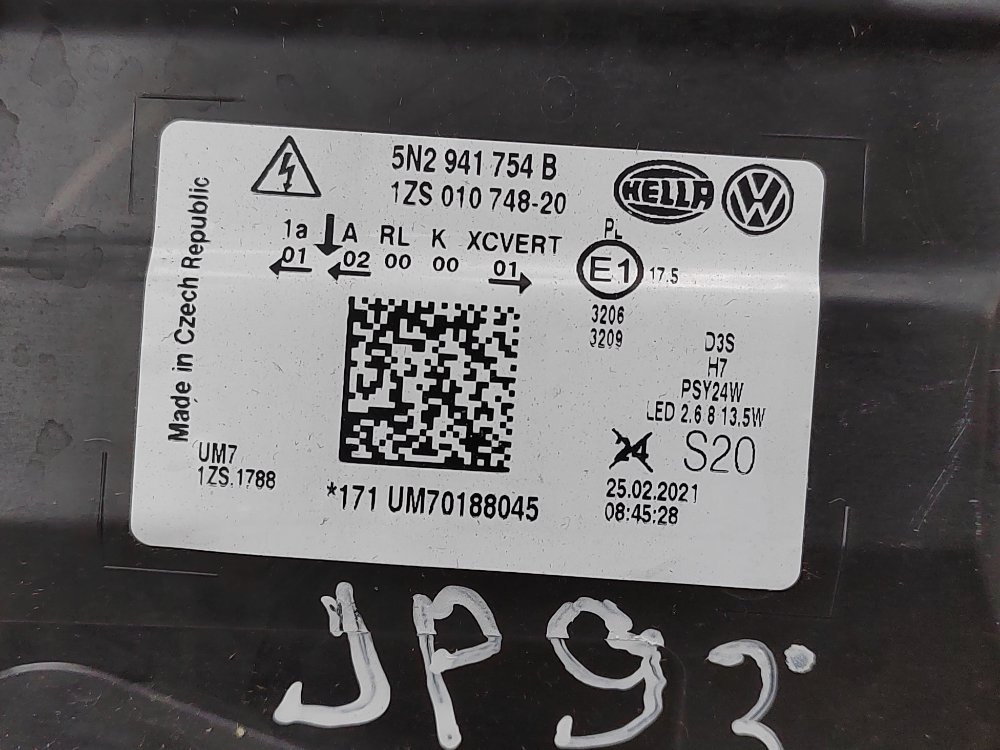 5N2 941 754 B
1ZS 010 748-20
HELLA
VW
1a A RL K XCVERT
01 02 00 00 01
PL
E1 17.5
3206
3209
Made in Czech Republic
D3S
H7
PSY24W
LED 2.6 8 13.5W
24 S20
UM7
1ZS.1788
*171 UM70188045
25.02.2021
08:45:28
JP93